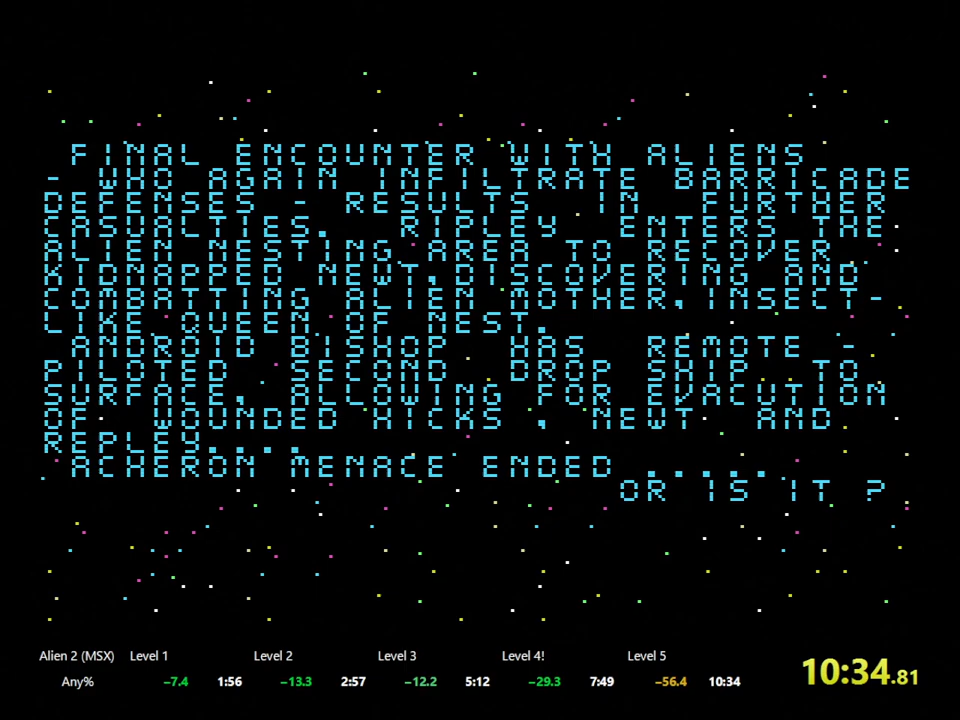 FINAL ENCOUNTER WITH ALIENS
- WHO AGAIN INFILTRATE BARRICADE
DEFENSES - RESULTS IN FURTHER
CASUACTIES. RIPLEY ENTERS THE
ALIEN NESTING AREA TO RECOVER
KIDNAPPED NEWT.DISCOVERING AND
COMBATTING ALIEN MOTHER,INSECT-
LIKE QUEEN OF NEST.
ANDROID BISHOP HAS REMOTE -
PILOTED SECOND DROP SHIP TO
SURFACE, ALLOWING FOR EVACUTION
OF WOUNDED HICKS , NEWT AND
REPLEY....
ACHERON MENACE ENDED .....
OR IS IT ?
Alien 2 (MSX) Level 1 Level 2 Level 3 Level 4! Level 5
Any% −7.4 1:56 −13.3 2:57 −12.2 5:12 −29.3 7:49 −56.4 10:34
10:34.81